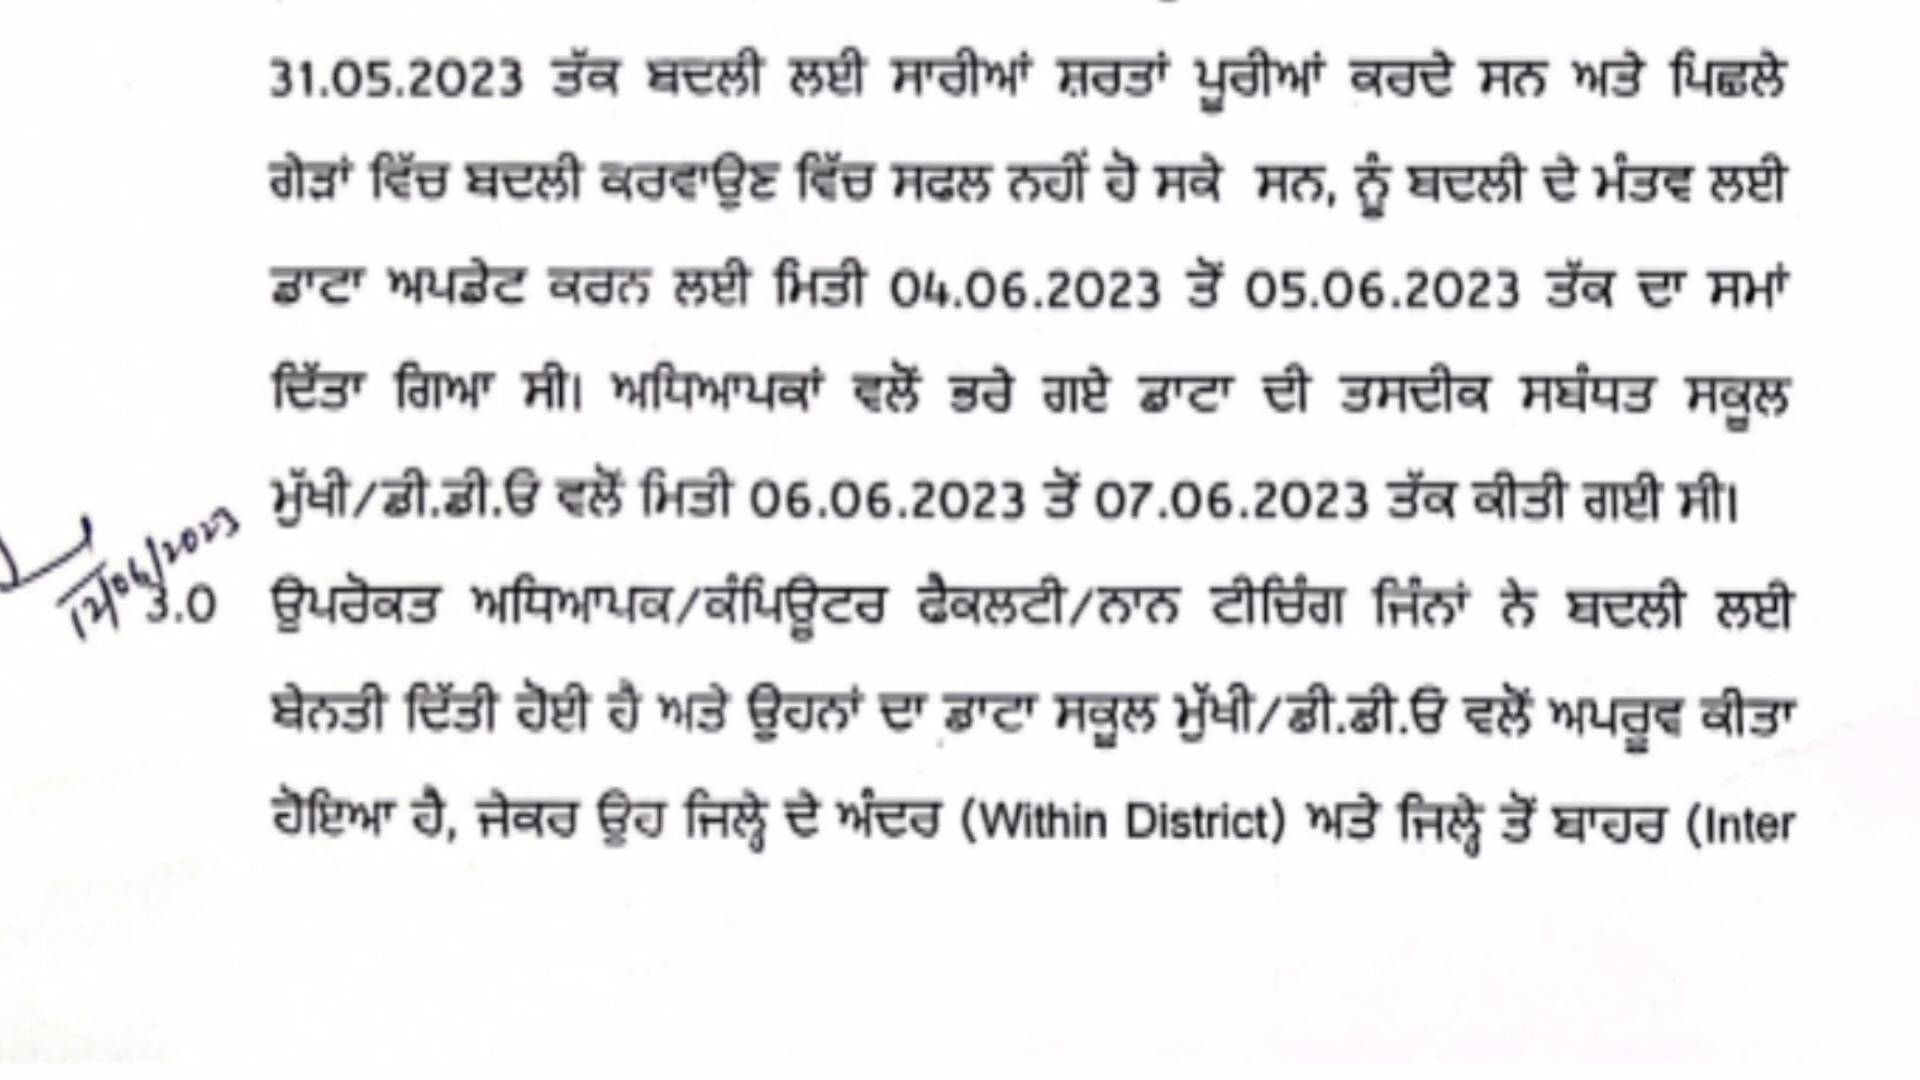 31.05.2023 ਤੱਕ ਬਦਲੀ ਲਈ ਸਾਰੀਆਂ ਸ਼ਰਤਾਂ ਪੂਰੀਆਂ ਕਰਦੇ ਸਨ ਅਤੇ ਪਿਛਲੇ
ਗੇੜਾਂ ਵਿੱਚ ਬਦਲੀ ਕਰਵਾਉਣ ਵਿੱਚ ਸਫਲ ਨਹੀਂ ਹੋ ਸਕੇ ਸਨ, ਨੂੰ ਬਦਲੀ ਦੇ ਮੰਤਵ ਲਈ
ਡਾਟਾ ਅਪਡੇਟ ਕਰਨ ਲਈ ਮਿਤੀ 04.06.2023 ਤੋਂ 05.06.2023 ਤੱਕ ਦਾ ਸਮਾਂ
ਦਿੱਤਾ ਗਿਆ ਸੀ। ਅਧਿਆਪਕਾਂ ਵਲੋਂ ਭਰੇ ਗਏ ਡਾਟਾ ਦੀ ਤਸਦੀਕ ਸਬੰਧਤ ਸਕੂਲ
ਮੁੱਖੀ/ਡੀ.ਡੀ.ਓ ਵਲੋਂ ਮਿਤੀ 06.06.2023 ਤੋਂ 07.06.2023 ਤੱਕ ਕੀਤੀ ਗਈ ਸੀ।
12/06/2023
3.0 ਉਪਰੋਕਤ ਅਧਿਆਪਕ/ਕੰਪਿਊਟਰ ਫੈਕਲਟੀ/ਨਾਨ ਟੀਚਿੰਗ ਜਿੰਨਾਂ ਨੇ ਬਦਲੀ ਲਈ
ਬੇਨਤੀ ਦਿੱਤੀ ਹੋਈ ਹੈ ਅਤੇ ਉਹਨਾਂ ਦਾ ਡਾਟਾ ਸਕੂਲ ਮੁੱਖੀ/ਡੀ.ਡੀ.ਓ ਵਲੋਂ ਅਪਰੂਵ ਕੀਤਾ
ਹੋਇਆ ਹੈ, ਜੇਕਰ ਉਹ ਜਿਲ੍ਹੇ ਦੇ ਅੰਦਰ (Within District) ਅਤੇ ਜਿਲ੍ਹੇ ਤੋਂ ਬਾਹਰ (Inter